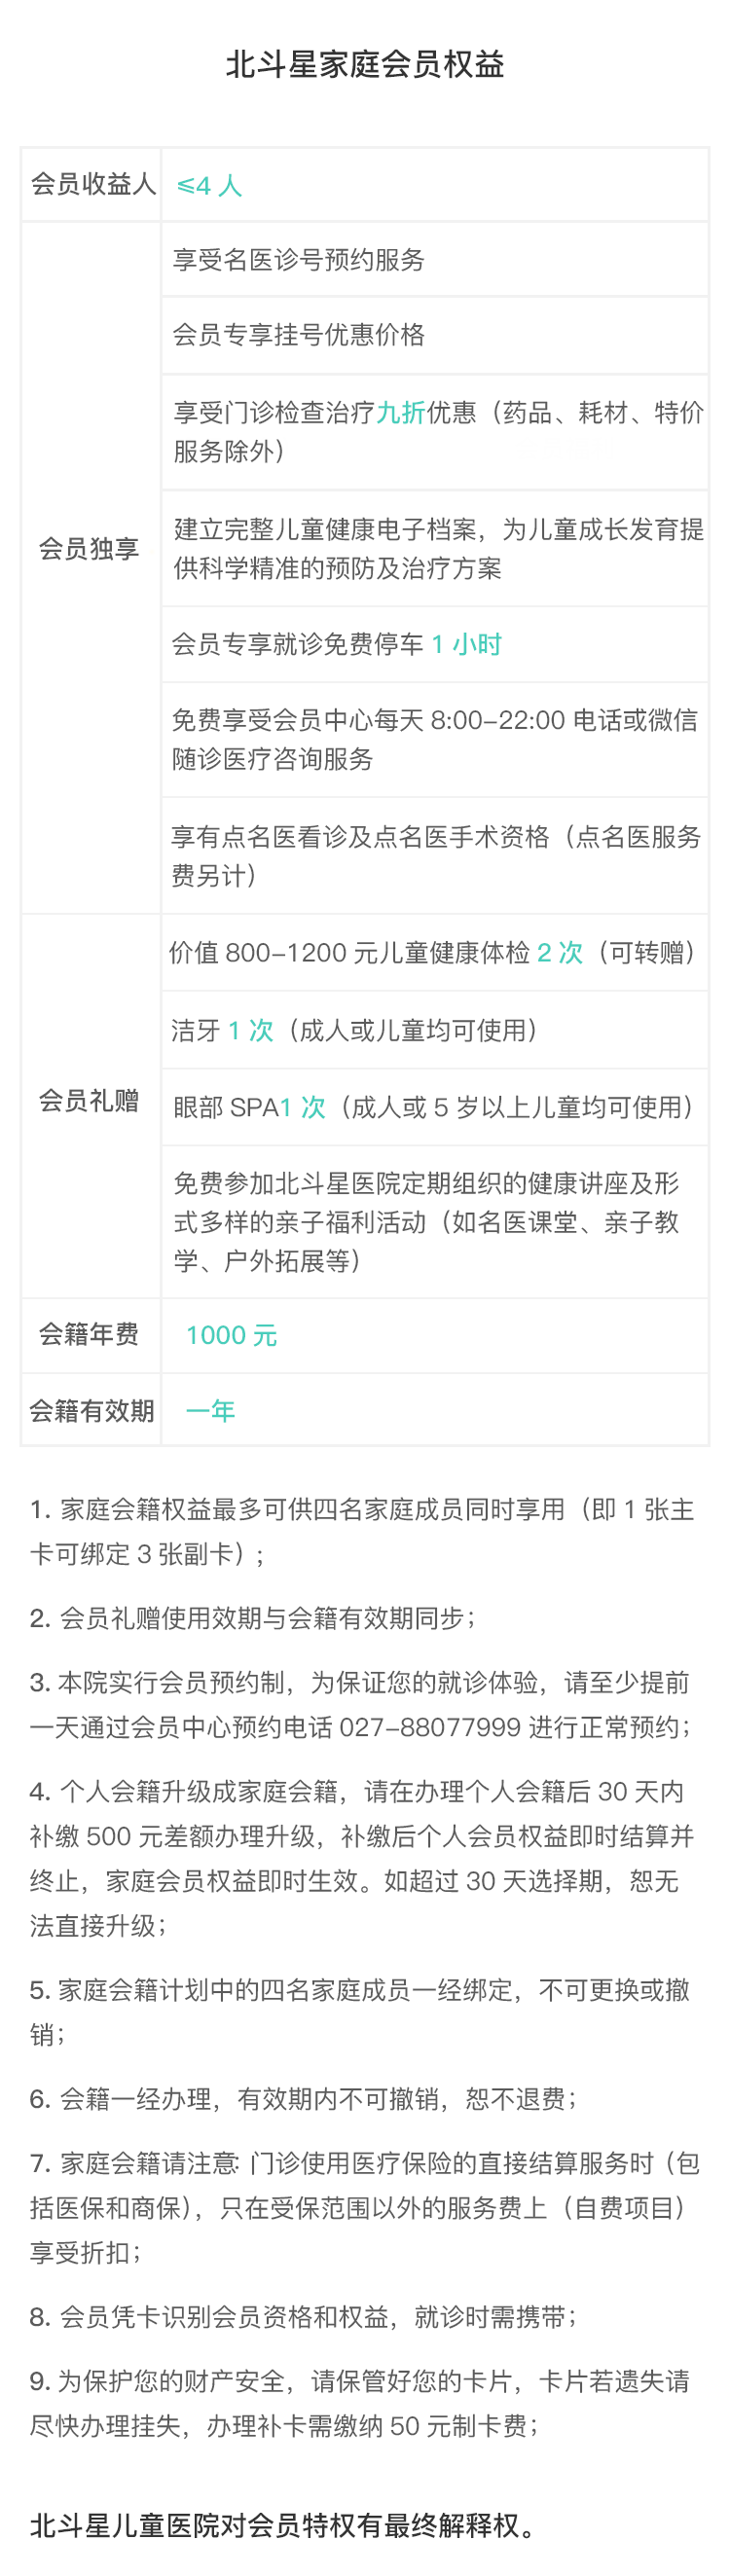 北斗星家庭会员权益
会员收益人
≤4 人
会员独享
享受名医诊号预约服务
会员专享挂号优惠价格
享受门诊检查治疗九折优惠（药品、耗材、特价
服务除外）
建立完整儿童健康电子档案，为儿童成长发育提
供科学精准的预防及治疗方案
会员专享就诊免费停车 1 小时
免费享受会员中心每天 8:00-22:00 电话或微信
随诊医疗咨询服务
享有点名医看诊及点名医手术资格（点名医服务
费另计）
会员礼赠
价值 800-1200 元儿童健康体检 2 次（可转赠）
洁牙 1 次（成人或儿童均可使用）
眼部 SPA1 次（成人或 5 岁以上儿童均可使用）
免费参加北斗星医院定期组织的健康讲座及形
式多样的亲子福利活动（如名医课堂、亲子教
学、户外拓展等）
会籍年费
1000 元
会籍有效期
一年
1. 家庭会籍权益最多可供四名家庭成员同时享用（即 1 张主
卡可绑定 3 张副卡）；
2. 会员礼赠使用效期与会籍有效期同步；
3. 本院实行会员预约制，为保证您的就诊体验，请至少提前
一天通过会员中心预约电话 027-88077999 进行正常预约；
4. 个人会籍升级成家庭会籍，请在办理个人会籍后 30 天内
补缴 500 元差额办理升级，补缴后个人会员权益即时结算并
终止，家庭会员权益即时生效。如超过 30 天选择期，恕无
法直接升级；
5. 家庭会籍计划中的四名家庭成员一经绑定，不可更换或撤
销；
6. 会籍一经办理，有效期内不可撤销，恕不退费；
7. 家庭会籍请注意：门诊使用医疗保险的直接结算服务时（包
括医保和商保），只在受保范围以外的服务费上（自费项目）
享受折扣；
8. 会员凭卡识别会员资格和权益，就诊时需携带；
9. 为保护您的财产安全，请保管好您的卡片，卡片若遗失请
尽快办理挂失，办理补卡需缴纳 50 元制卡费；
北斗星儿童医院对会员特权有最终解释权。